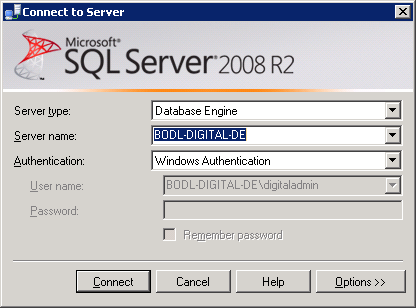 Connect to Server
Microsoft®
SQL Server® 2008 R2
Server type: Database Engine
Server name: BODL-DIGITAL-DE
Authentication: Windows Authentication
User name: BODL-DIGITAL-DE\digitaladmin
Password:
Remember password
Connect Cancel Help Options >>